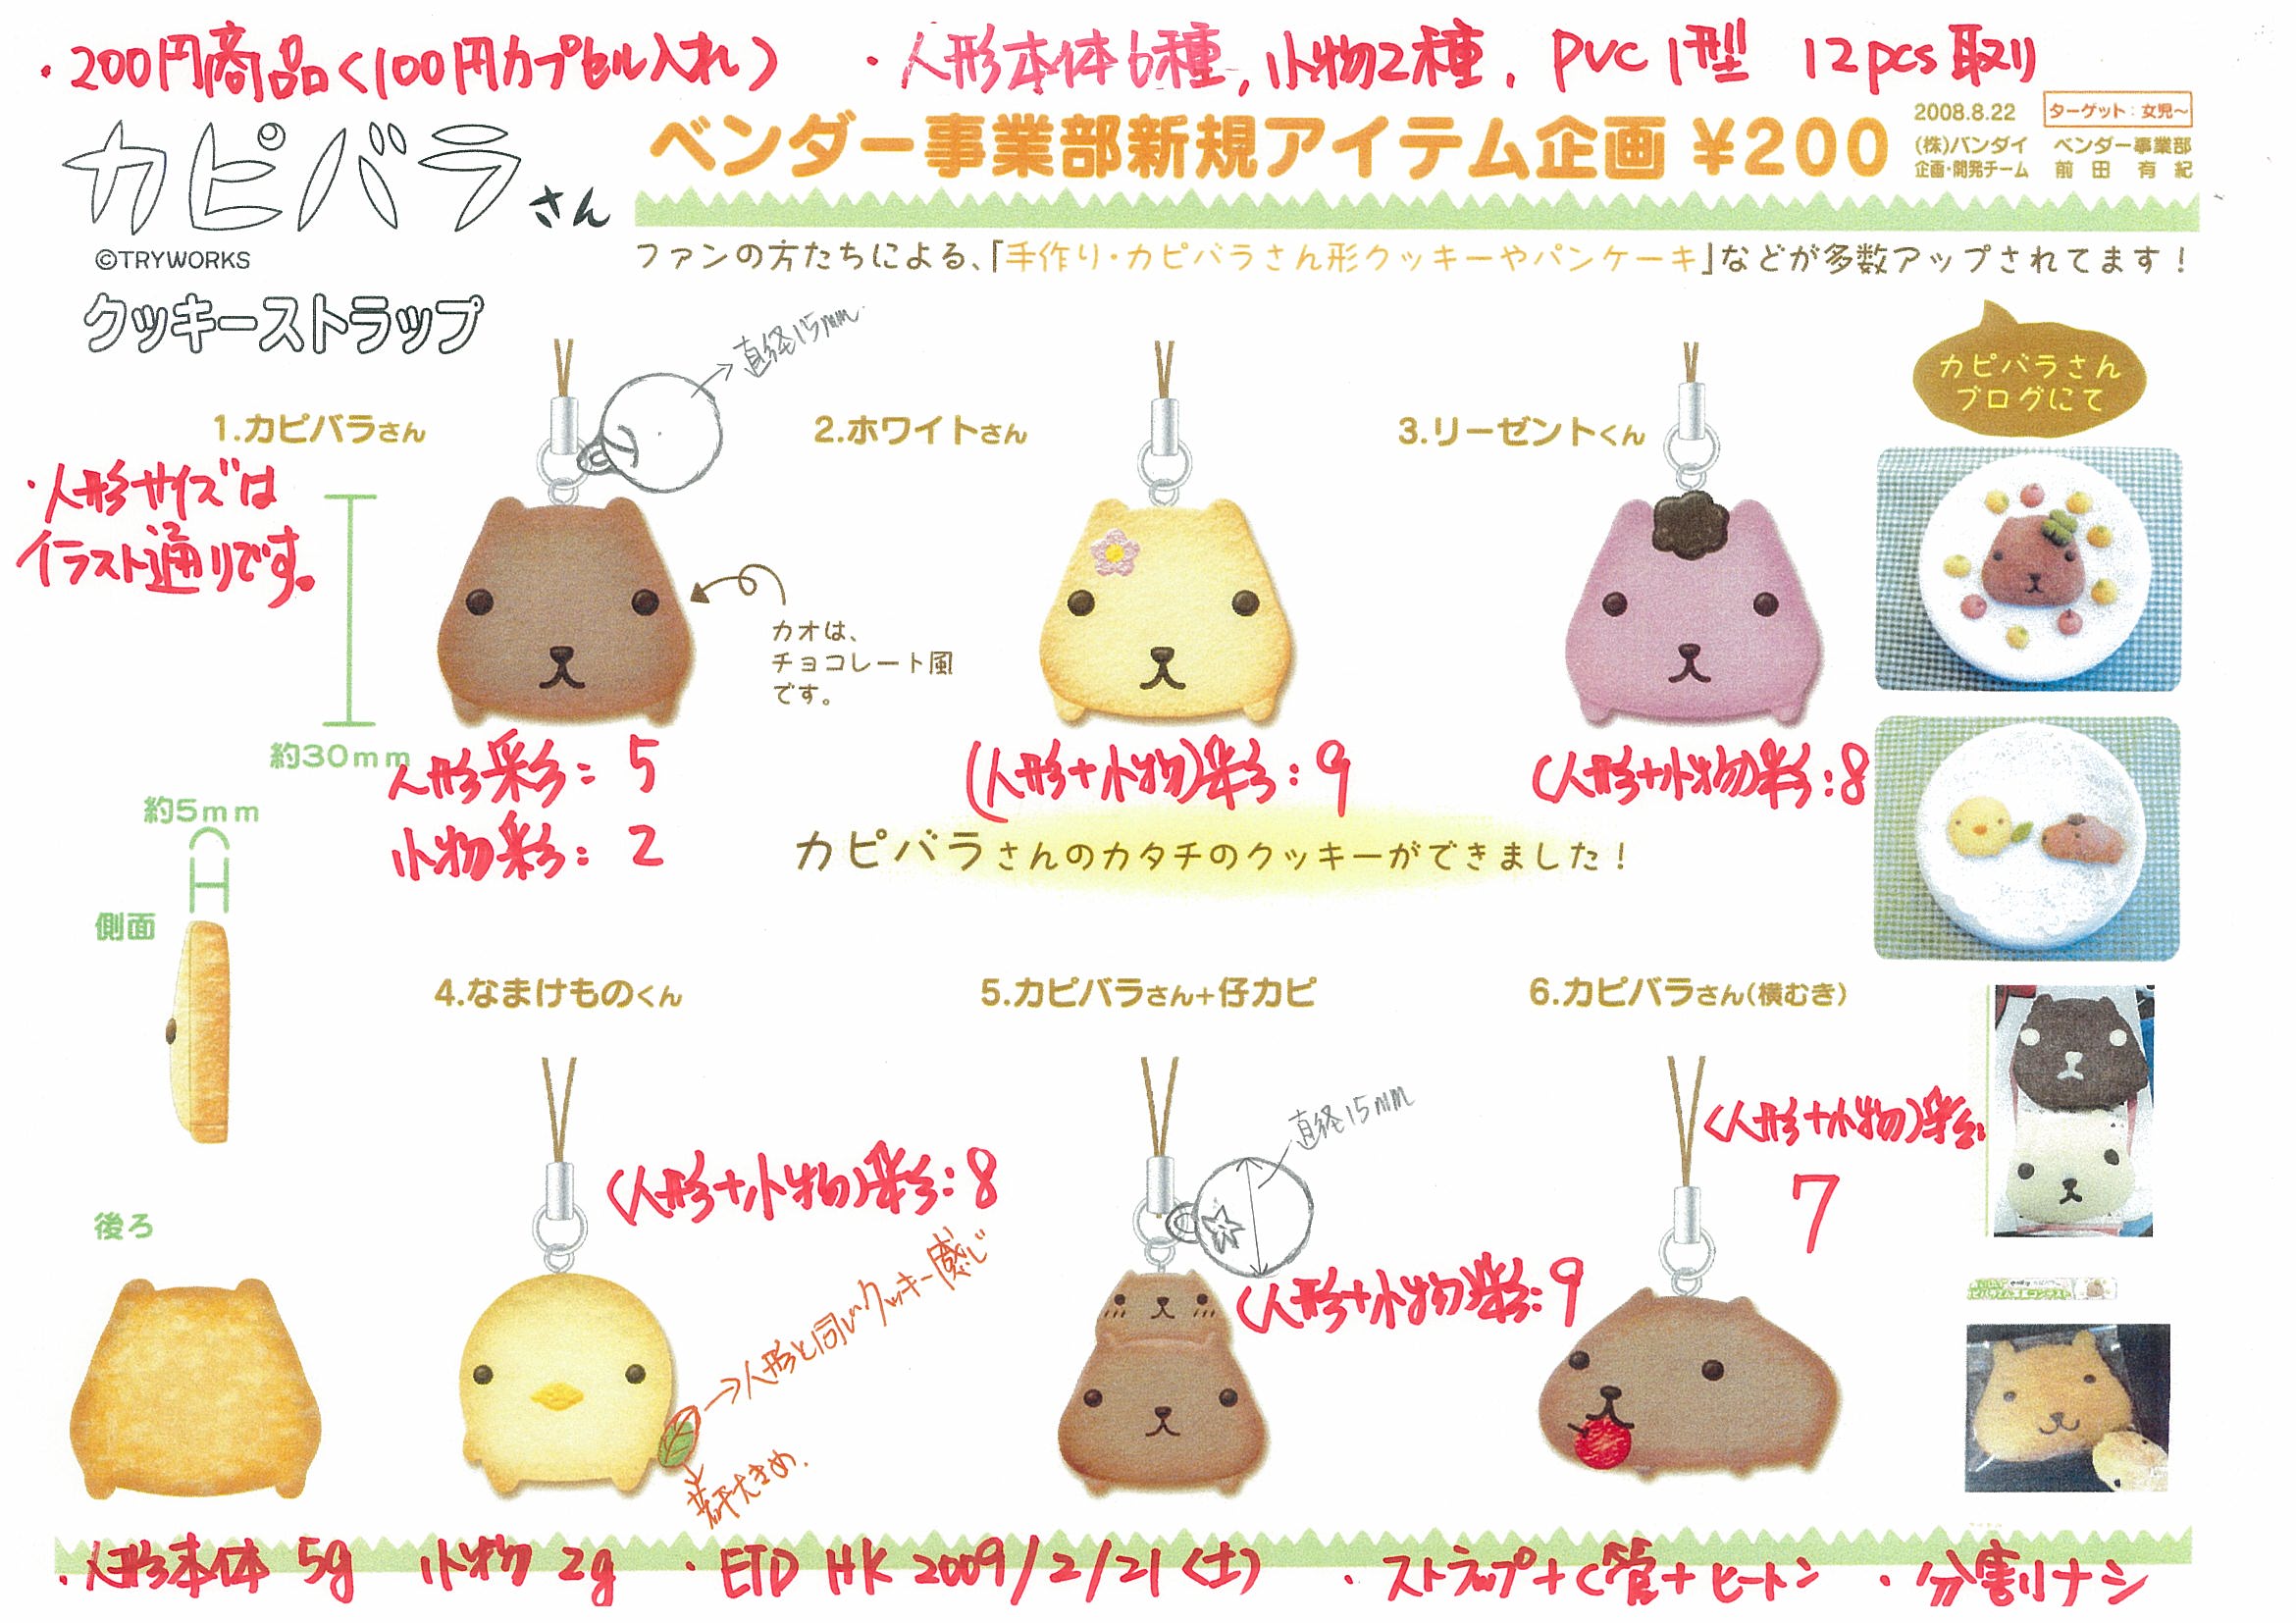 ・200円商品(100円カプセル入れ)
・人形本体6種, 小物2種, PVC 1型 12pcs取り
カピバラさん
©TRYWORKS
クッキーストラップ
ベンダー事業部新規アイテム企画 ¥200
2008.8.22
ターゲット:女児~
(株)バンダイ ベンダー事業部
企画・開発チーム 前田 有紀
ファンの方たちによる、「手作り・カピバラさん形クッキーやパンケーキ」などが多数アップされてます!
カピバラさん
ブログにて
直径15mm
1.カピバラさん
2.ホワイトさん
3.リーゼントくん
・人形サイズは
イラスト通りです。
約30mm
カオは、
チョコレート風
です。
人形彩: 5
小物彩: 2
(人形+小物)彩: 9
(人形+小物)彩: 8
カピバラさんのカタチのクッキーができました!
約5mm
側面
後ろ
4.なまけものくん
5.カピバラさん+仔カピ
6.カピバラさん(横むき)
(人形+小物)彩: 8
→人形と同じクッキー感じ
若干大きめ.
直径15mm
(人形+小物)彩: 9
(人形+小物)彩:
7
・人形本体 5g 小物 2g ・ETD HK 2009/2/21(土) ・ストラップ+C管+ヒートン ・分割りナシ